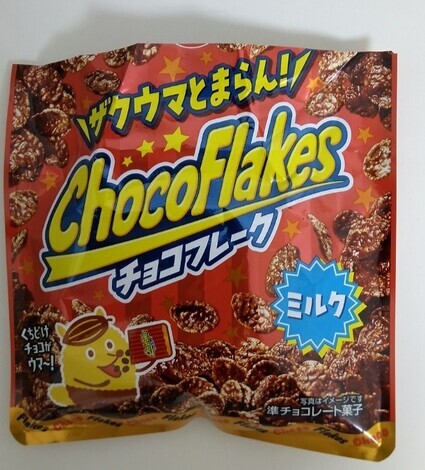 ザクウマとまらん!!
ChocoFlakes
チョコフレーク
ミルク
くちどけ
チョコが
ウマ〜!
写真はイメージです
準チョコレート菓子
Choco